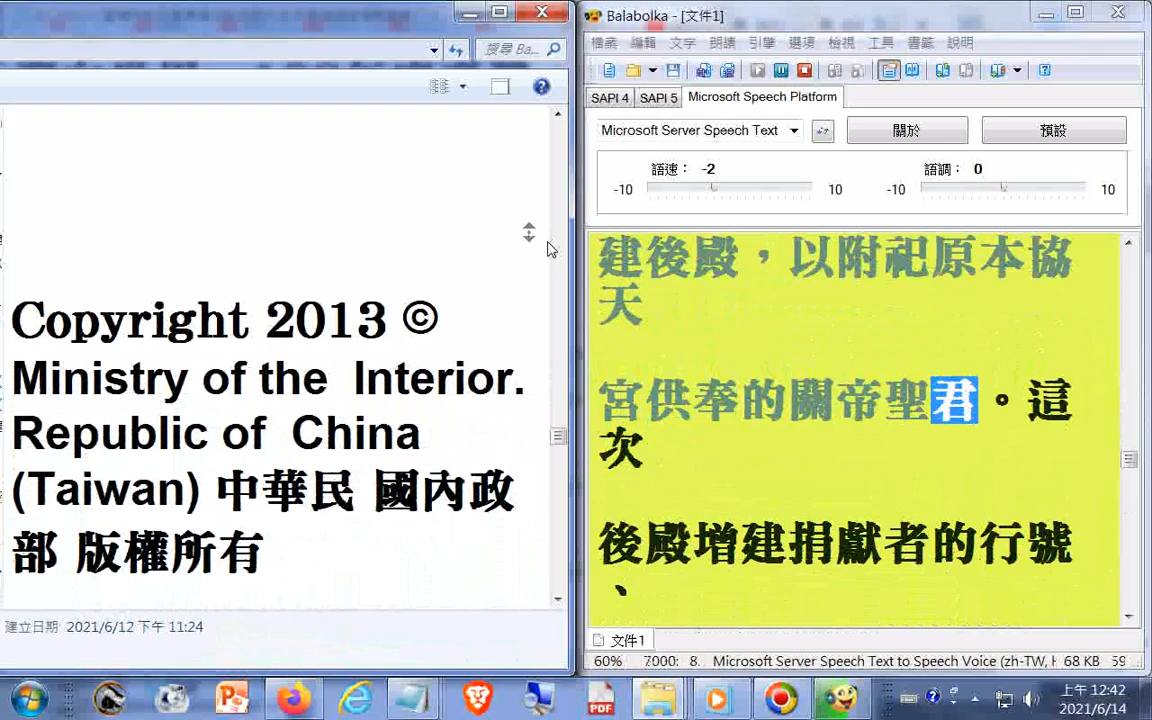 搜尋 Ba...
Copyright 2013 ©
Ministry of the Interior.
Republic of China
(Taiwan) 中華民 國內政
部 版權所有
建立日期: 2021/6/12 下午 11:24
Balabolka - [文件1]
檔案 編輯 文字 朗讀 引擎 選項 檢視 工具 書籤 說明
SAPI 4 SAPI 5 Microsoft Speech Platform
Microsoft Server Speech Text 關於 預設
語速： -2 語調： 0
-10 10 -10 10
建後殿，以附祀原本協
天
宮供奉的關帝聖君。這
次
後殿增建捐獻者的行號
、
文件1
60% 7000: 8. Microsoft Server Speech Text to Speech Voice (zh-TW, H 68 KB 59
PDF
上午 12:42
2021/6/14